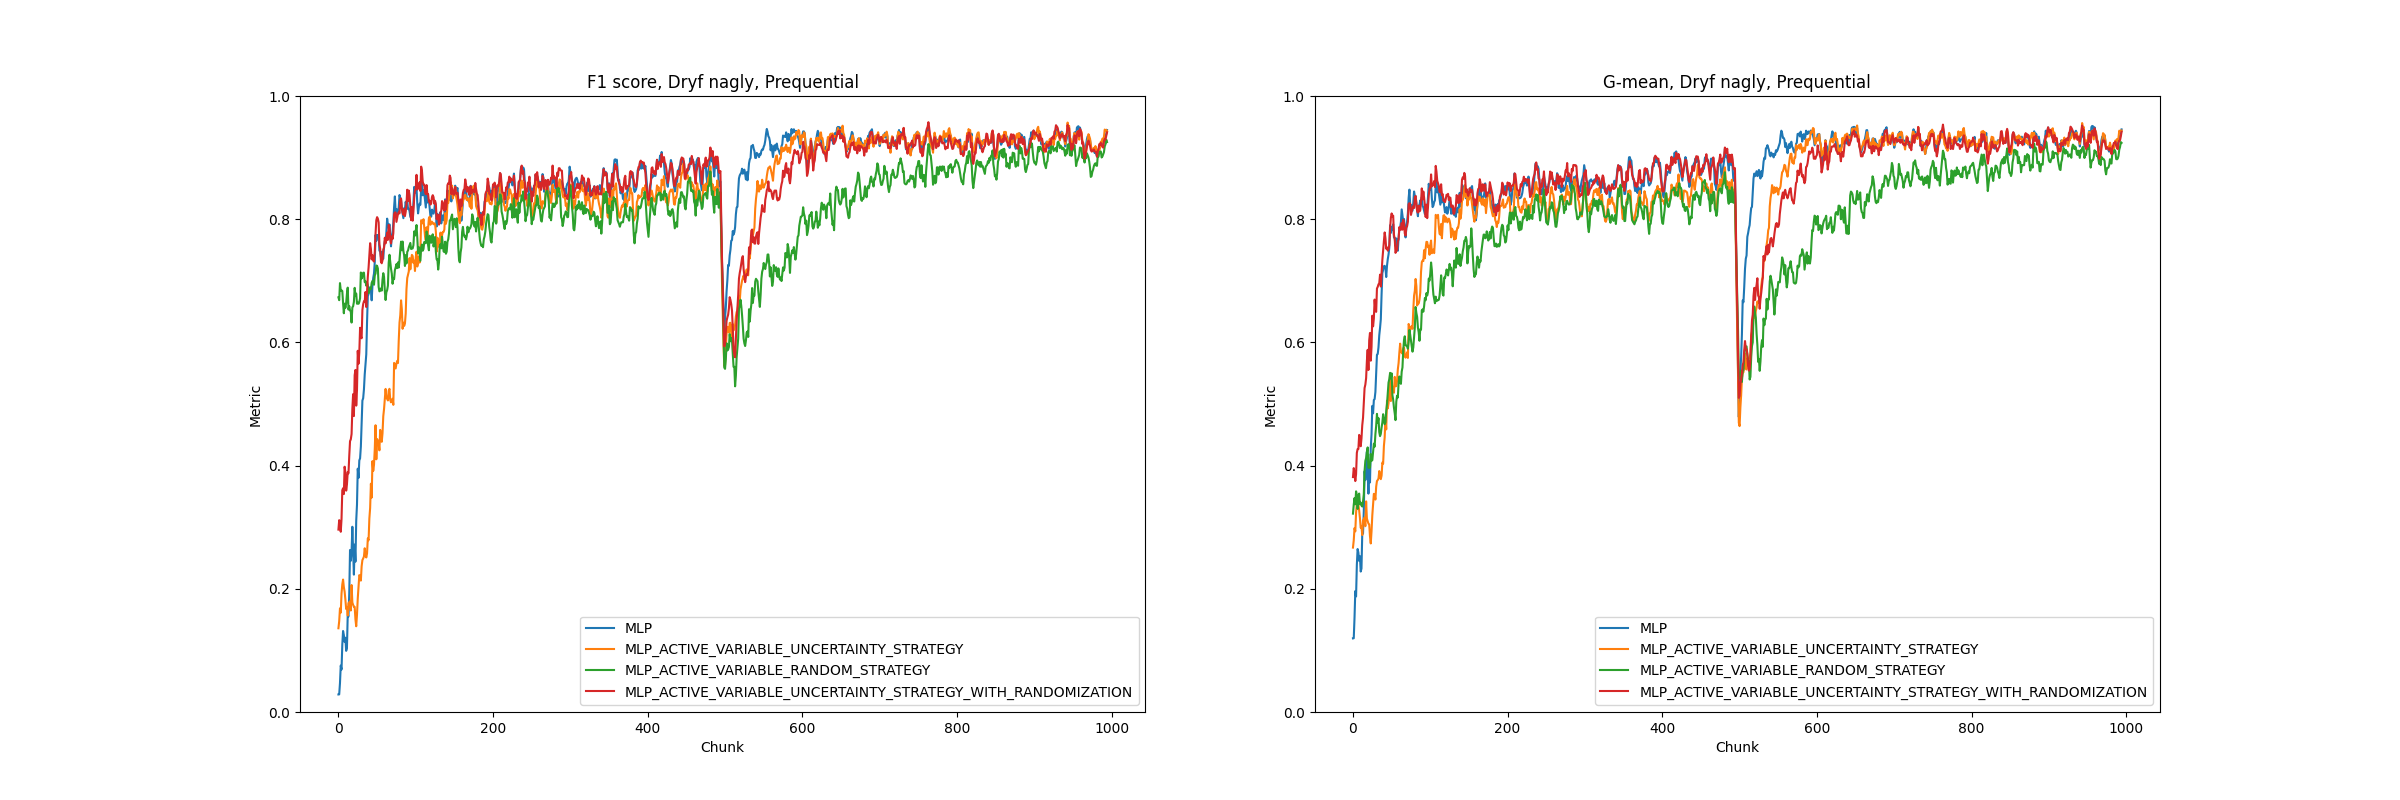 F1 score, Dryf nagly, Prequential
1.0
0.8
0.6
0.4
0.2
0.0
Metric
0 200 400 600 800 1000
Chunk
MLP
MLP_ACTIVE_VARIABLE_UNCERTAINTY_STRATEGY
MLP_ACTIVE_VARIABLE_RANDOM_STRATEGY
MLP_ACTIVE_VARIABLE_UNCERTAINTY_STRATEGY_WITH_RANDOMIZATION
G-mean, Dryf nagly, Prequential
1.0
0.8
0.6
0.4
0.2
0.0
Metric
0 200 400 600 800 1000
Chunk
MLP
MLP_ACTIVE_VARIABLE_UNCERTAINTY_STRATEGY
MLP_ACTIVE_VARIABLE_RANDOM_STRATEGY
MLP_ACTIVE_VARIABLE_UNCERTAINTY_STRATEGY_WITH_RANDOMIZATION